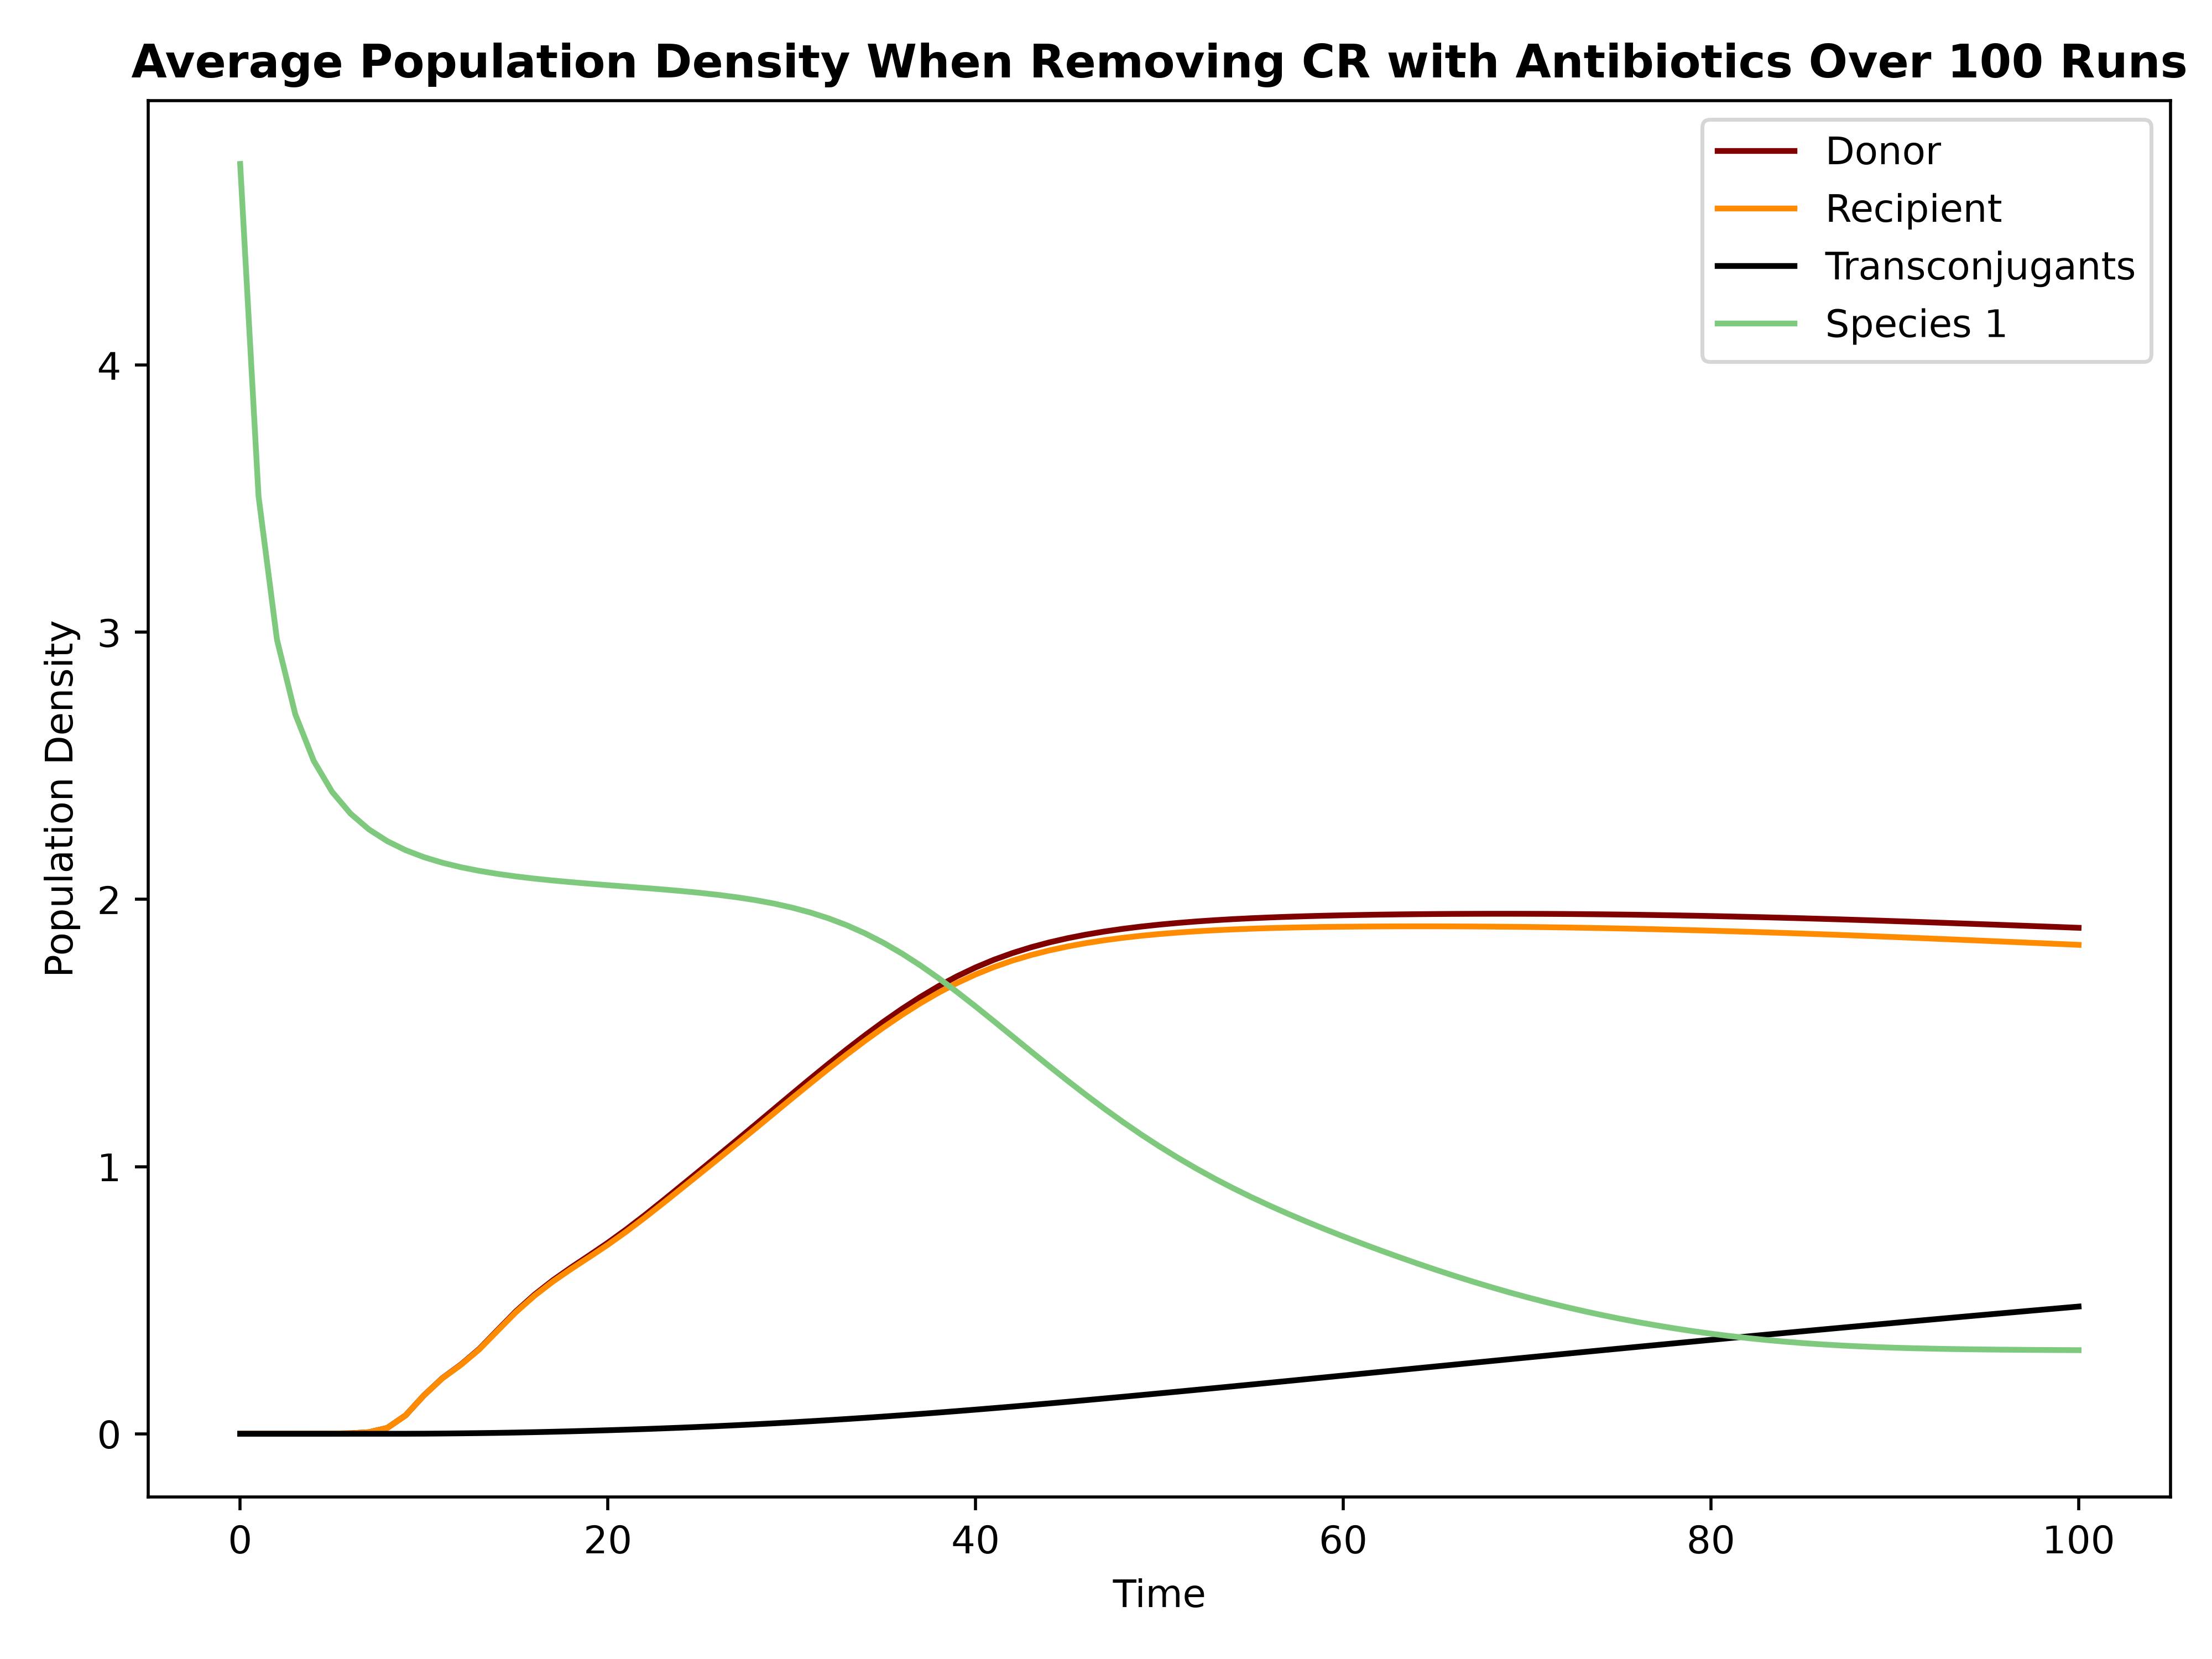 Average Population Density When Removing CR with Antibiotics Over 100 Runs
Donor
Recipient
Transconjugants
Species 1
Population Density
4
3
2
1
0
0 20 40 60 80 100
Time